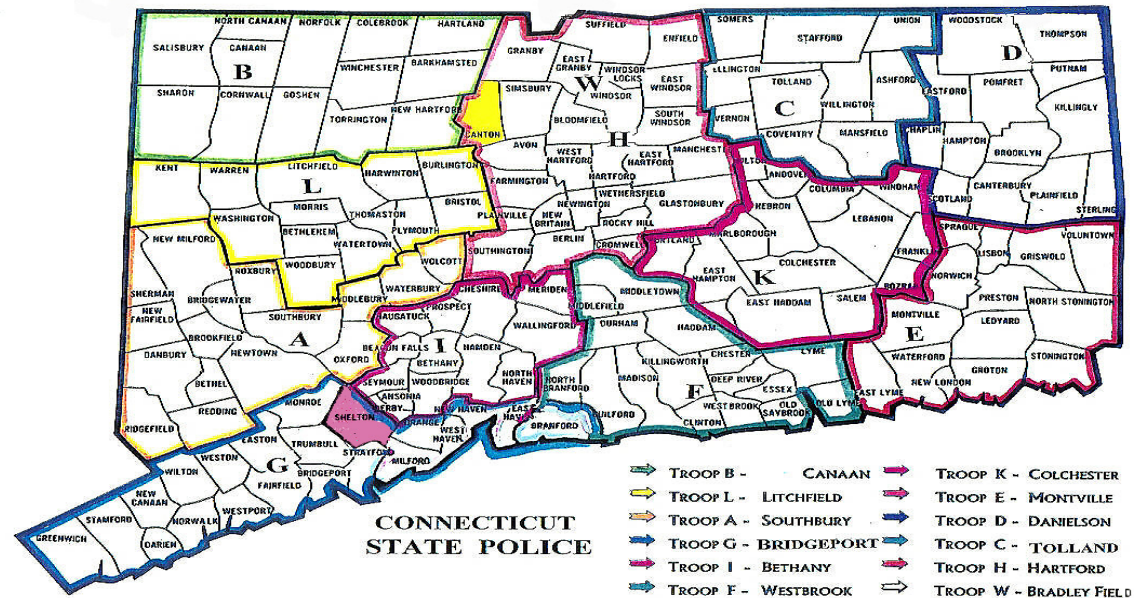 NORTH CANAAN NORFOLK COLEBROOK HARTLAND
SALISBURY CANAAN
B
WINCHESTER BARKHAMSTED
SHARON CORNWALL GOSHEN
NEW HARTFORD
TORRINGTON
SUFFIELD
GRANBY ENFIELD
EAST GRANBY WINDSOR LOCKS
W
SIMSBURY EAST WINDSOR
WINDSOR
CANTON BLOOMFIELD SOUTH WINDSOR
H
AVON
WEST HARTFORD EAST HARTFORD MANCHEST
HARTFORD
FARMINGTON
WETHERSFIELD
NEWINGTON GLASTONBURY
PLAINVILLE NEW BRITAIN ROCKY HILL
BERLIN CROMWELL
SOUTHINGTON
SOMERS UNION
STAFFORD
ELLINGTON
TOLLAND ASHFORD
C
WILLINGTON
VERNON
COVENTRY MANSFIELD
WOODSTOCK THOMPSON
D
PUTNAM
POMFRET
EASTFORD KILLINGLY
CHAPLIN
HAMPTON
BROOKLYN
CANTERBURY
PLAINFIELD
SCOTLAND STERLING
KENT WARREN LITCHFIELD BURLINGTON
HARWINTON
L
MORRIS BRISTOL
WASHINGTON THOMASTON
BETHLEHEM PLYMOUTH
WATERTOWN
WOODBURY
NEW MILFORD
ROXBURY WOLCOTT
MIDDLEBURY WATERBURY
SHERMAN BRIDGEWATER
NEW FAIRFIELD SOUTHBURY
BROOKFIELD A
DANBURY NEWTOWN OXFORD
BETHEL
REDDING
RIDGEFIELD
CHESHIRE MERIDEN
PROSPECT
NAUGATUCK WALLINGFORD
BEACON FALLS I HAMDEN
BETHANY
SEYMOUR WOODBRIDGE NORTH HAVEN
ANSONIA
DERBY NEW HAVEN EAST HAVEN
ORANGE WEST HAVEN BRANFORD
MILFORD
BOLTON ANDOVER COLUMBIA WINDHAM
HEBRON LEBANON
PORTLAND MARLBOROUGH FRANKL
COLCHESTER
EAST HAMPTON K
BOZRA
EAST HADDAM SALEM
MIDDLETOWN
MIDDLEFIELD
DURHAM HADDAM
CHESTER LYME
KILLINGWORTH
NORTH BRANFORD MADISON DEEP RIVER
F ESSEX
WESTBROOK OLD SAYBROOK OLD LYME
GUILFORD CLINTON
SPRAGUE VOLUNTOWN
LISBON GRISWOLD
NORWICH
PRESTON NORTH STONINGTON
MONTVILLE
LEDYARD
E
WATERFORD STONINGTON
GROTON
EAST LYME NEW LONDON
MONROE SHELTON
EASTON TRUMBULL STRATFORD
WESTON G BRIDGEPORT
WILTON FAIRFIELD
NEW CANAAN WESTPORT
STAMFORD NORWALK
GREENWICH DARIEN
CONNECTICUT
STATE POLICE
TROOP B - CANAAN
TROOP L - LITCHFIELD
TROOP A - SOUTHBURY
TROOP G - BRIDGEPORT
TROOP I - BETHANY
TROOP F - WESTBROOK
TROOP K - COLCHESTER
TROOP E - MONTVILLE
TROOP D - DANIELSON
TROOP C - TOLLAND
TROOP H - HARTFORD
TROOP W - BRADLEY FIELD